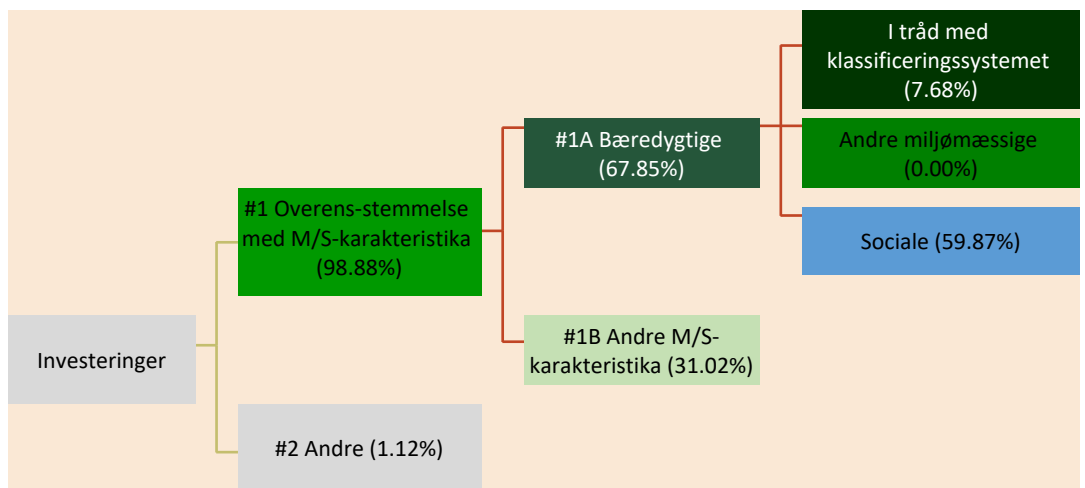 I tråd med
klassificeringssystemet
(7.68%)
#1A Bæredygtige
(67.85%)
Andre miljømæssige
(0.00%)
#1 Overens-stemmelse
med M/S-karakteristika
(98.88%)
Sociale (59.87%)
#1B Andre M/S-
karakteristika (31.02%)
Investeringer
#2 Andre (1.12%)